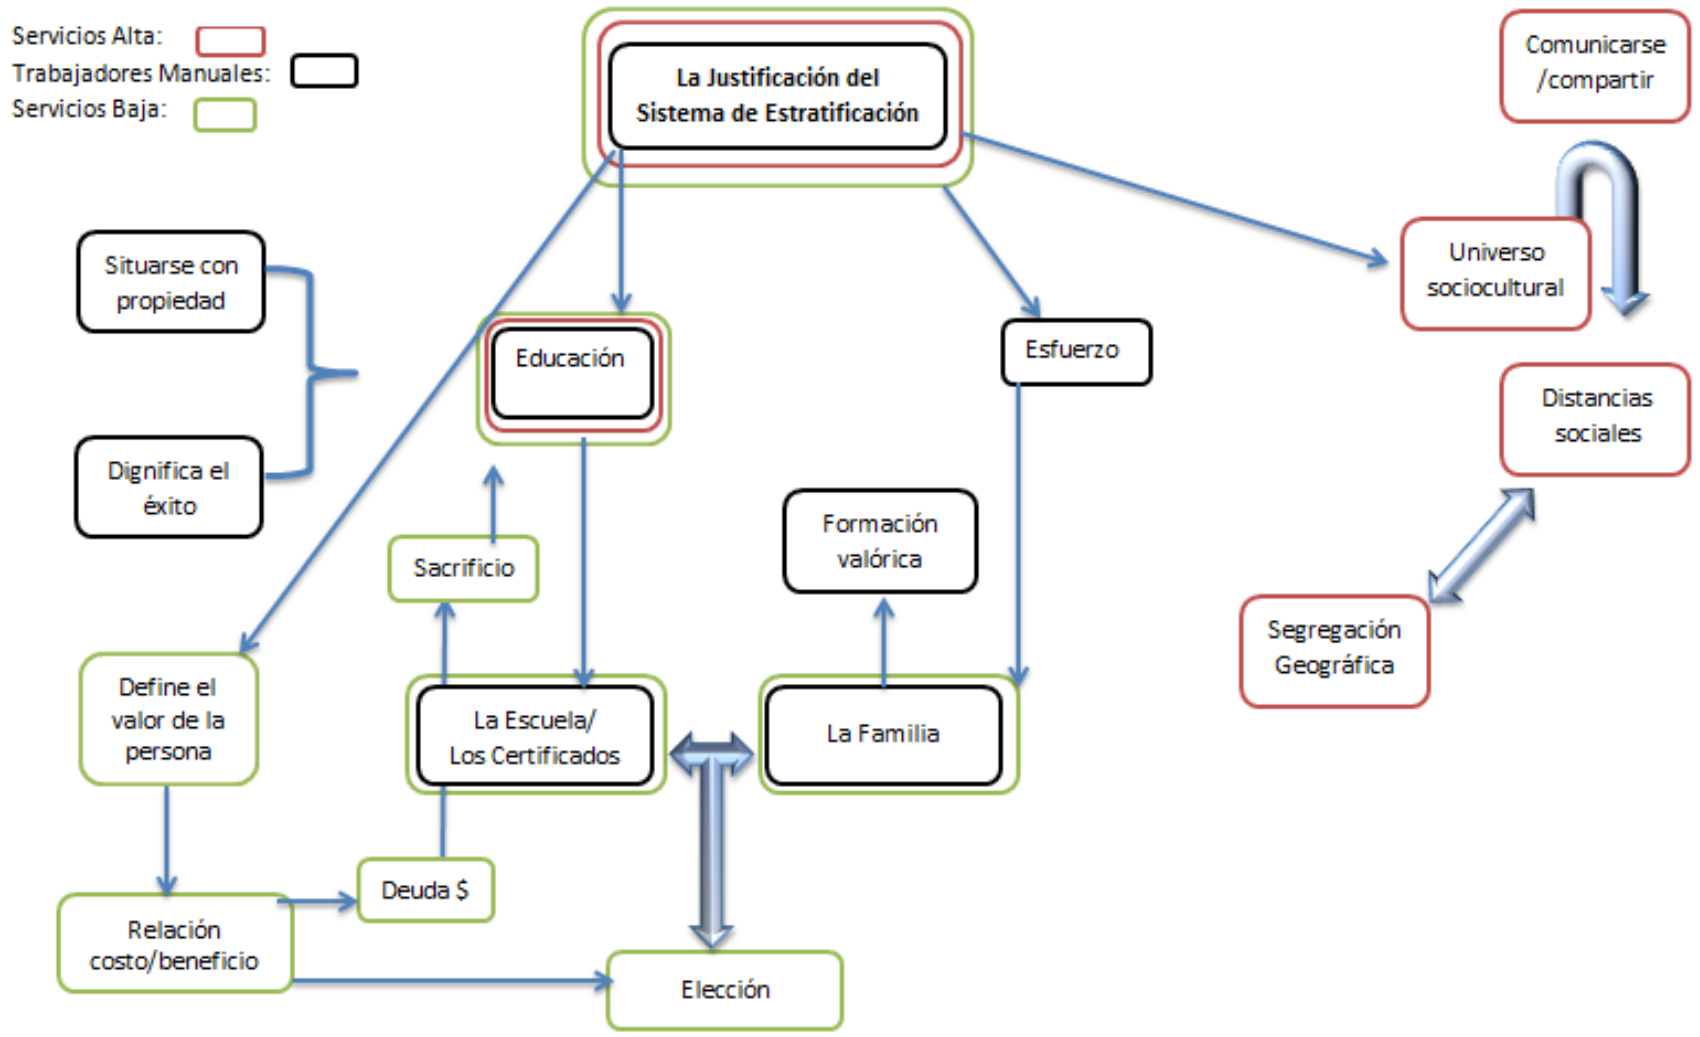 Servicios Alta:
Trabajadores Manuales:
Servicios Baja:
La Justificación del
Sistema de Estratificación
Comunicarse
/compartir
Universo
sociocultural
Situarse con
propiedad
Educación
Esfuerzo
Distancias
sociales
Dignifica el
éxito
Formación
valórica
Sacrificio
Segregación
Geográfica
Define el
valor de la
persona
La Escuela/
Los Certificados
La Familia
Deuda $
Relación
costo/beneficio
Elección